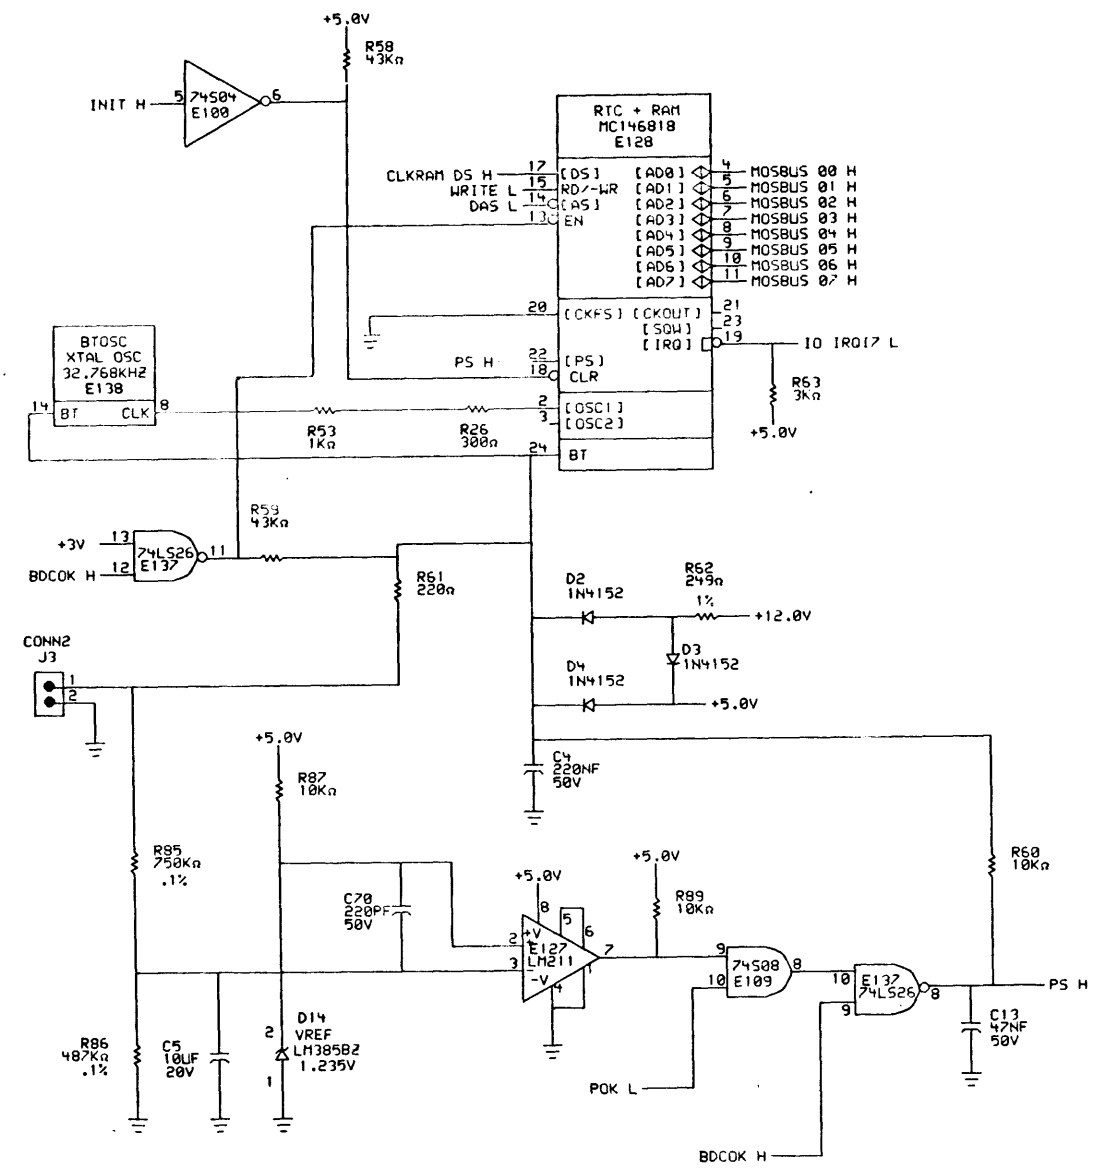 +5.0V
R58
43KΩ
INIT H
5
74S04
E100
6
RTC + RAM
MC146818
E128
CLKRAM DS H
17
[DS]
WRITE L
15
RD/-WR
DAS L
14
[AS]
13
EN
[AD0]
4
MOSBUS 00 H
[AD1]
5
MOSBUS 01 H
[AD2]
6
MOSBUS 02 H
[AD3]
7
MOSBUS 03 H
[AD4]
8
MOSBUS 04 H
[AD5]
9
MOSBUS 05 H
[AD6]
10
MOSBUS 06 H
[AD7]
11
MOSBUS 07 H
20
[CKFS]
[CKOUT]
21
[SQW]
23
[IRQ]
19
IO IRQI7 L
PS H
22
[PS]
18
CLR
R63
3KΩ
+5.0V
BTOSC
XTAL OSC
32.768KHZ
E138
14
BT
CLK
8
R53
1KΩ
R26
300Ω
2
[OSC1]
3
[OSC2]
24
BT
R59
43KΩ
+3V
13
74LS26
E137
11
BDCOK H
12
R61
220Ω
D2
1N4152
R62
249Ω
1%
+12.0V
D3
1N4152
D4
1N4152
+5.0V
CONN2
J3
1
2
+5.0V
R87
10KΩ
C4
220NF
50V
R85
750KΩ
.1%
C70
220PF
50V
+5.0V
8
5
6
2
+V
+
E127
LM211
3
-
-V
4
1
7
+5.0V
R89
10KΩ
R60
10KΩ
9
74S08
E109
10
8
10
E137
74LS26
9
8
PS H
C13
47NF
50V
R86
487KΩ
.1%
C5
10UF
20V
2
D14
VREF
LM385BZ
1.235V
1
POK L
BDCOK H